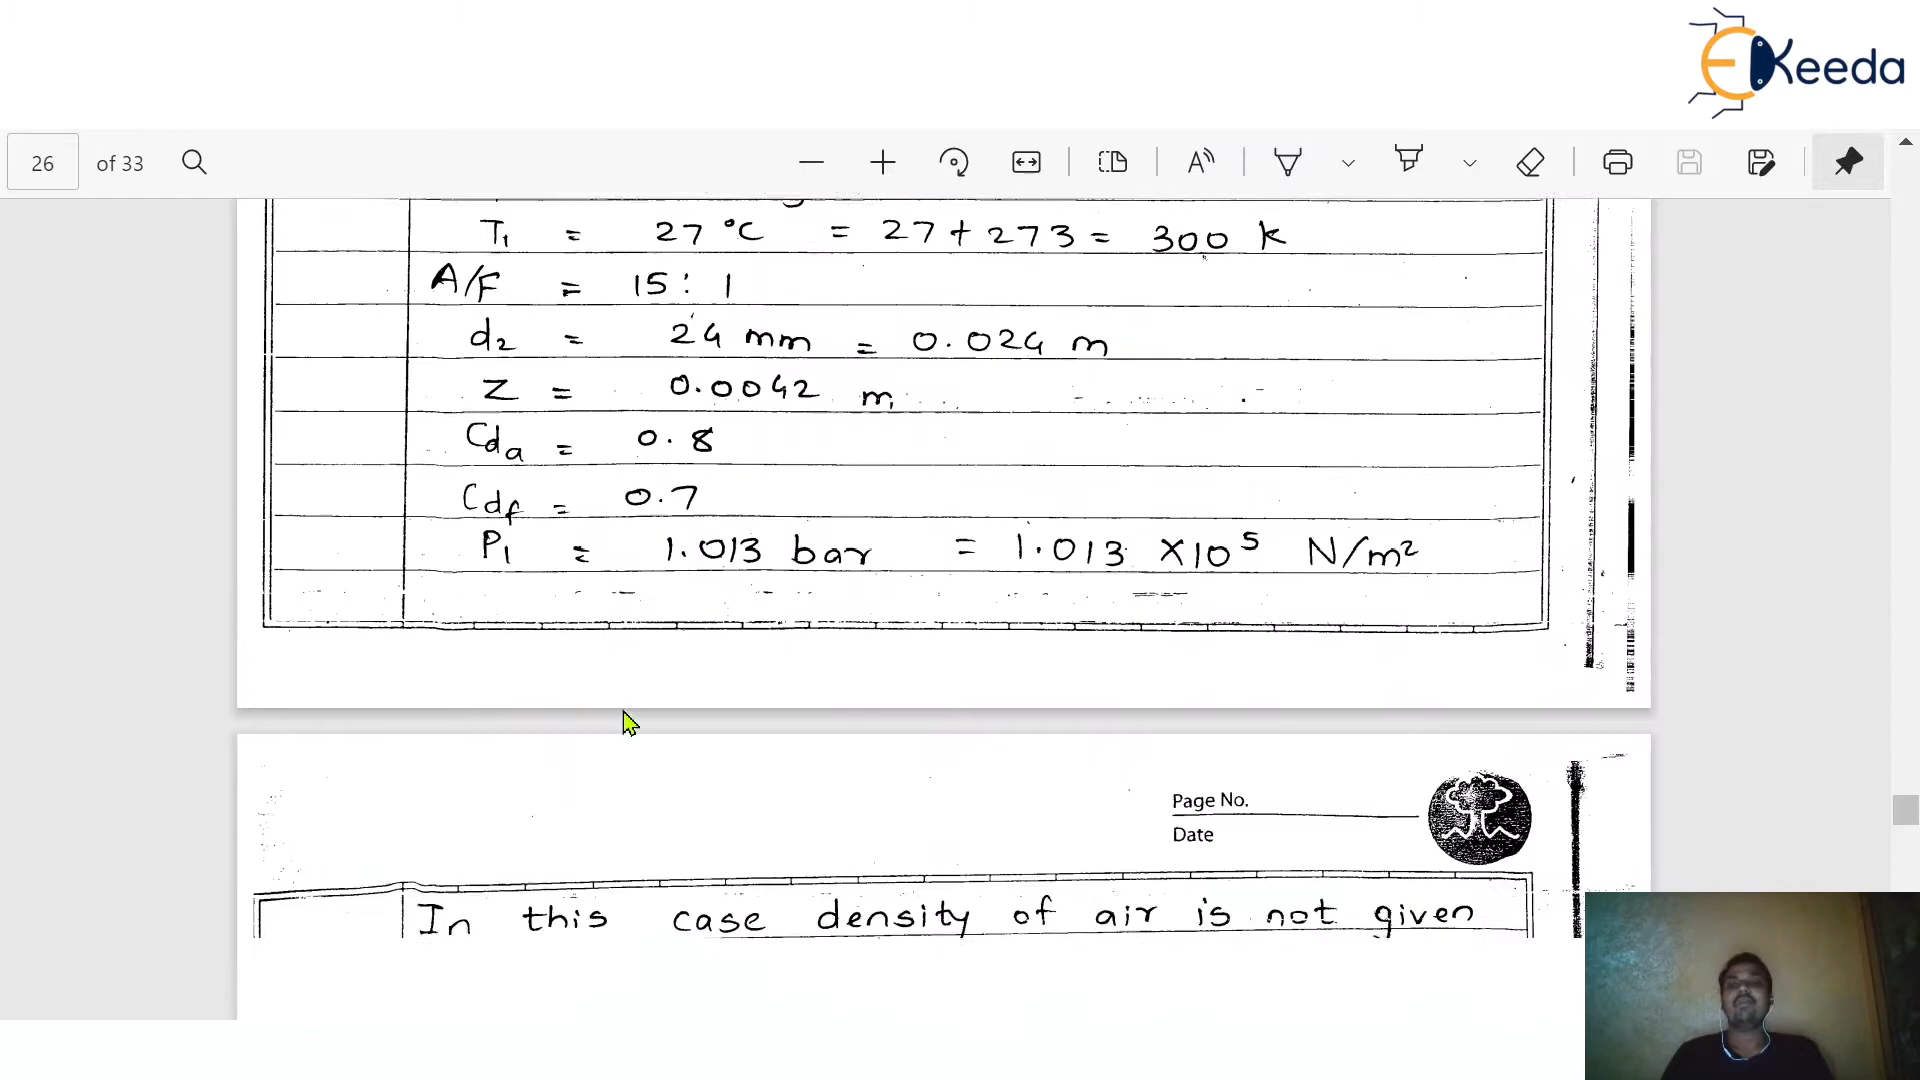 EKeeda
26 of 33
T1 = 27 °C = 27 + 273 = 300 k
A/F = 15 : 1
d2 = 24 mm = 0.024 m
Z = 0.0042 m
Cda = 0.8
Cdf = 0.7
P1 = 1.013 bar = 1.013 X10⁵ N/m²
Page No.
Date
In this case density of air is not given